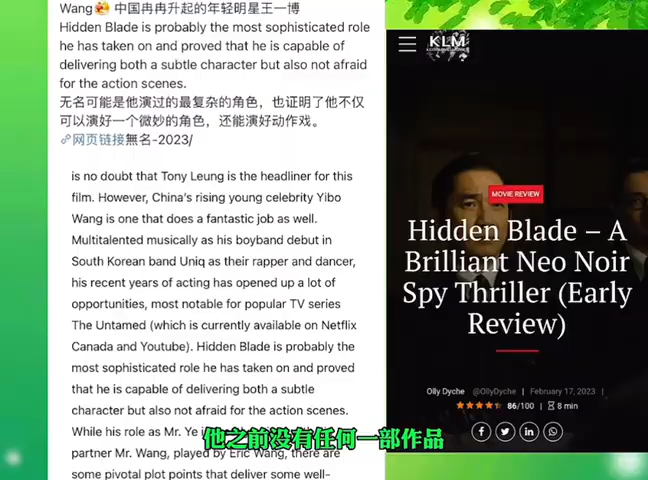 Wang 中国冉冉升起的年轻明星王一博
Hidden Blade is probably the most sophisticated role
he has taken on and proved that he is capable of
delivering both a subtle character but also not afraid
for the action scenes.
无名可能是他演过的最复杂的角色，也证明了他不仅
可以演好一个微妙的角色，还能演好动作戏。
网页链接無名-2023/
is no doubt that Tony Leung is the headliner for this
film. However, China's rising young celebrity Yibo
Wang is one that does a fantastic job as well.
Multitalented musically as his boyband debut in
South Korean band Uniq as their rapper and dancer,
his recent years of acting has opened up a lot of
opportunities, most notable for popular TV series
The Untamed (which is currently available on Netflix
Canada and Youtube). Hidden Blade is probably the
most sophisticated role he has taken on and proved
that he is capable of delivering both a subtle
character but also not afraid for the action scenes.
While his role as Mr. Ye i
partner Mr. Wang, played by Eric Wang, there are
some pivotal plot points that deliver some well-
KLM
MOVIE REVIEW
Hidden Blade – A
Brilliant Neo Noir
Spy Thriller (Early
Review)
Olly Dyche @OllyDyche | February 17, 2023 |
86/100 | 8 min
他之前没有任何一部作品